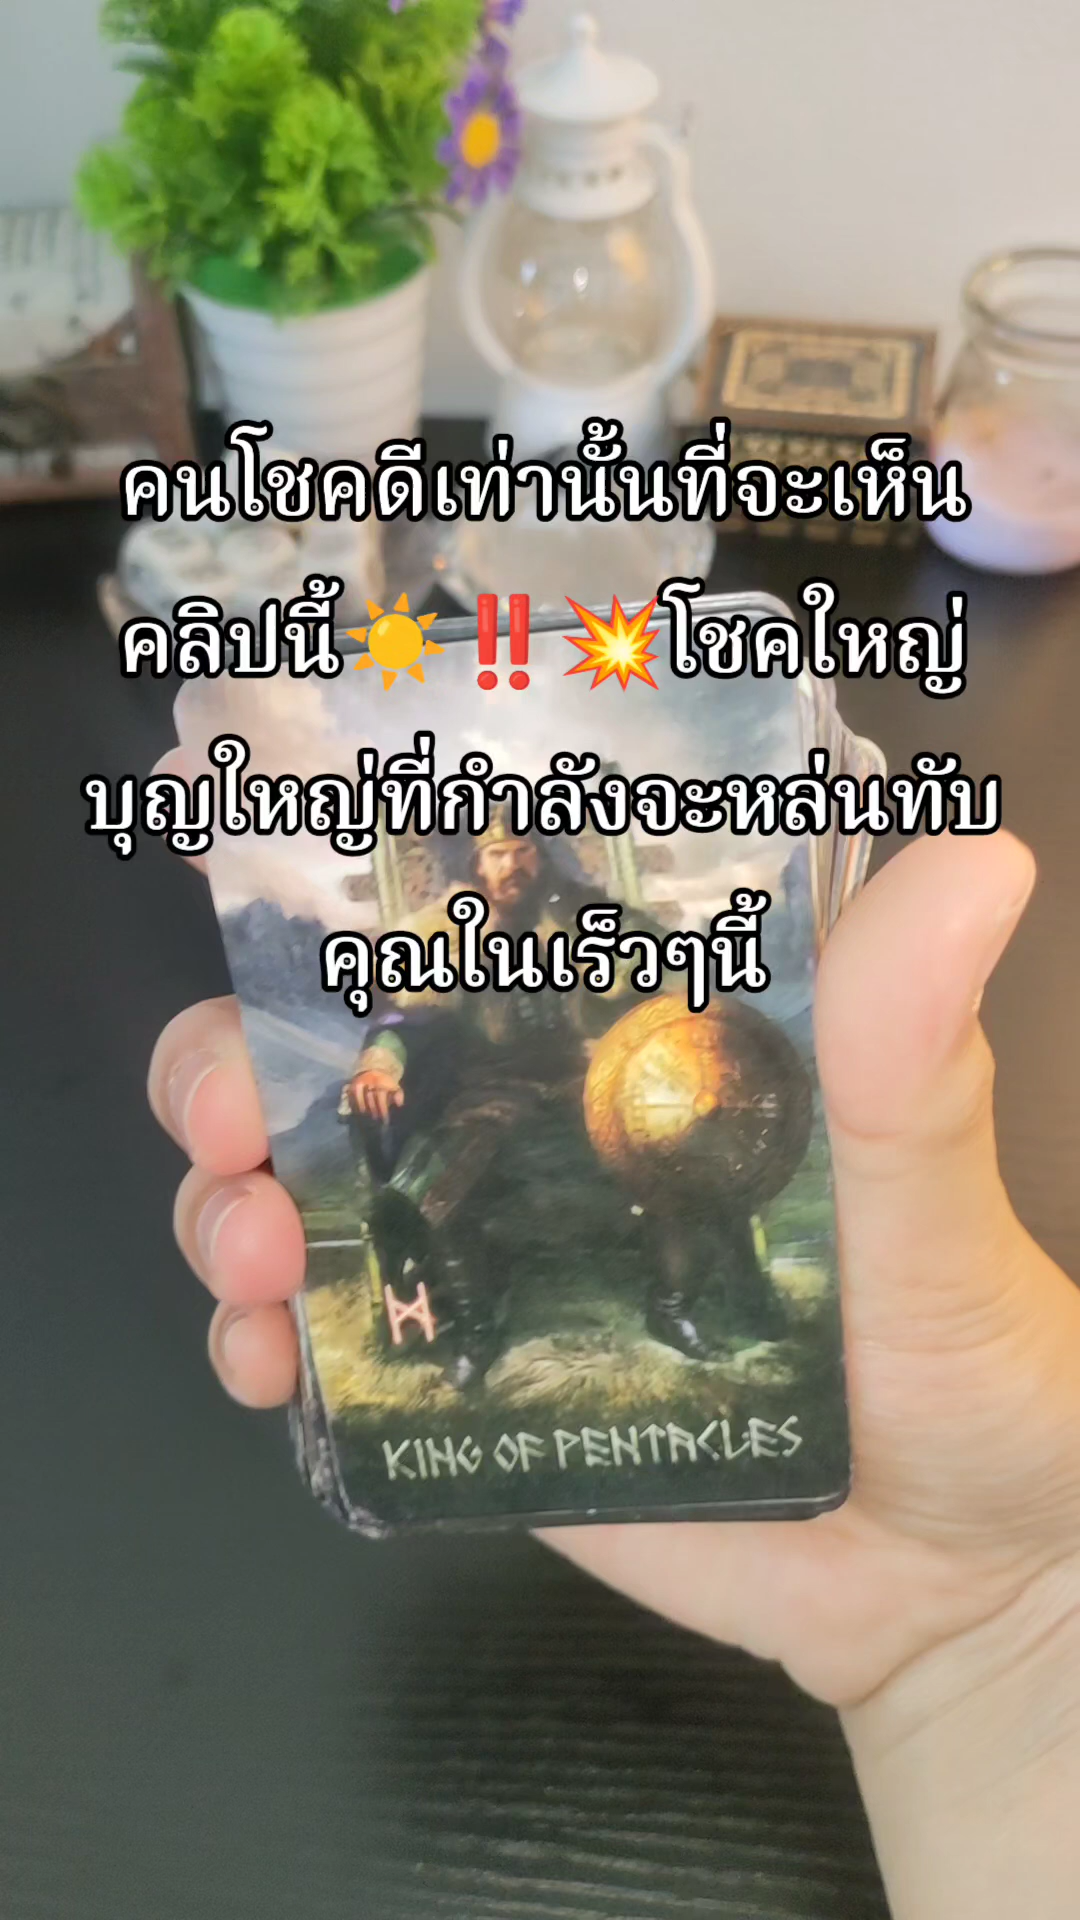 คนโชคดีเท่านั้นที่จะเห็น
คลิปนี้☀️‼️💥โชคใหญ่
บุญใหญ่ที่กำลังจะหล่นทับ
คุณในเร็วๆนี้
KING OF PENTACLES